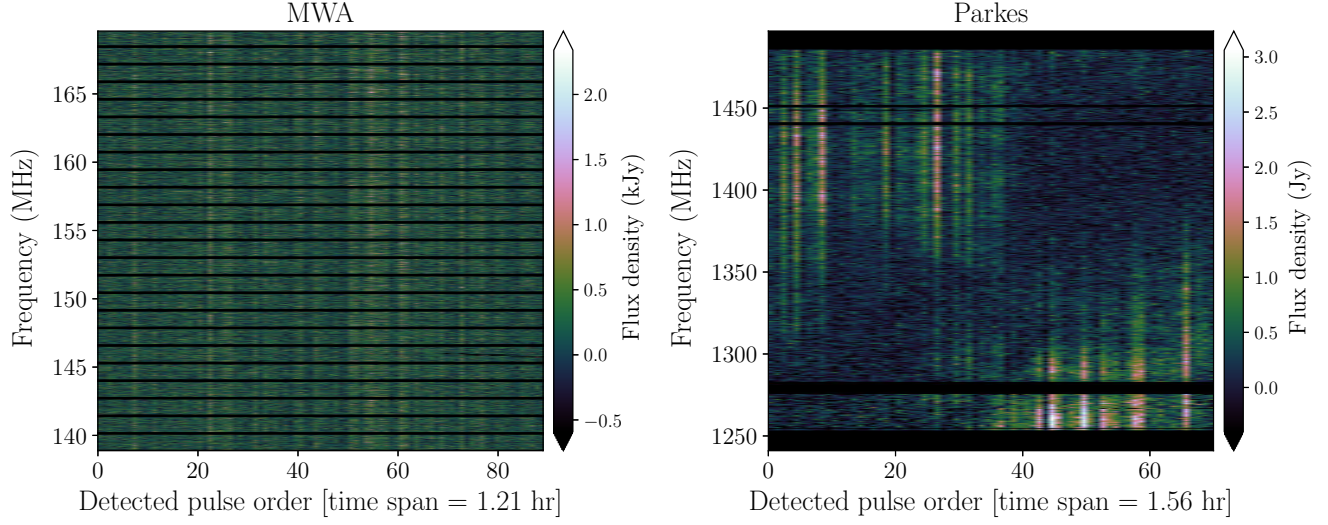 MWA
Frequency (MHz)
165
160
155
150
145
140
0 20 40 60 80
Detected pulse order [time span = 1.21 hr]
2.0
1.5
1.0
0.5
0.0
−0.5
Flux density (kJy)
Parkes
Frequency (MHz)
1450
1400
1350
1300
1250
0 20 40 60
Detected pulse order [time span = 1.56 hr]
3.0
2.5
2.0
1.5
1.0
0.5
0.0
Flux density (Jy)